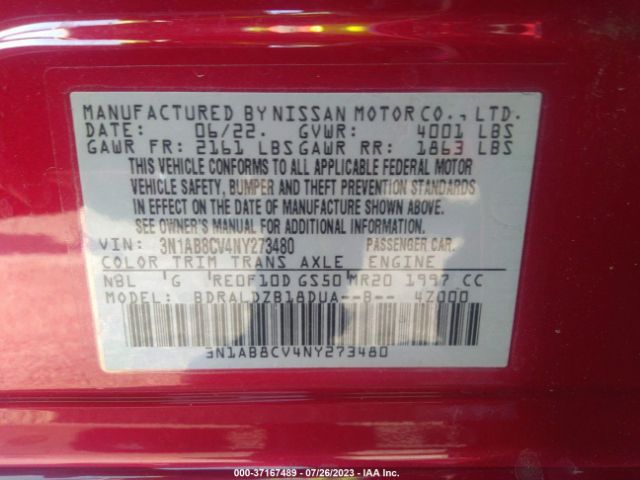 MANUFACTURED BY NISSAN MOTOR CO., LTD.
DATE: 06/22. GVWR: 4001 LBS
GAWR FR: 2161 LBS GAWR RR: 1863 LBS
THIS VEHICLE CONFORMS TO ALL APPLICABLE FEDERAL MOTOR
VEHICLE SAFETY, BUMPER AND THEFT PREVENTION STANDARDS
IN EFFECT ON THE DATE OF MANUFACTURE SHOWN ABOVE.
SEE OWNER'S MANUAL FOR ADDITIONAL INFORMATION.
VIN: 3N1AB8CV4NY273480 PASSENGER CAR.
COLOR TRIM TRANS AXLE ENGINE
NBL G RE0F10D GS50 MR20 1997 CC
MODEL: BDRALDZB18DUA--B-- 4Z000
3N1AB8CV4NY273480
000-37167489 - 07/26/2023 - IAA Inc.